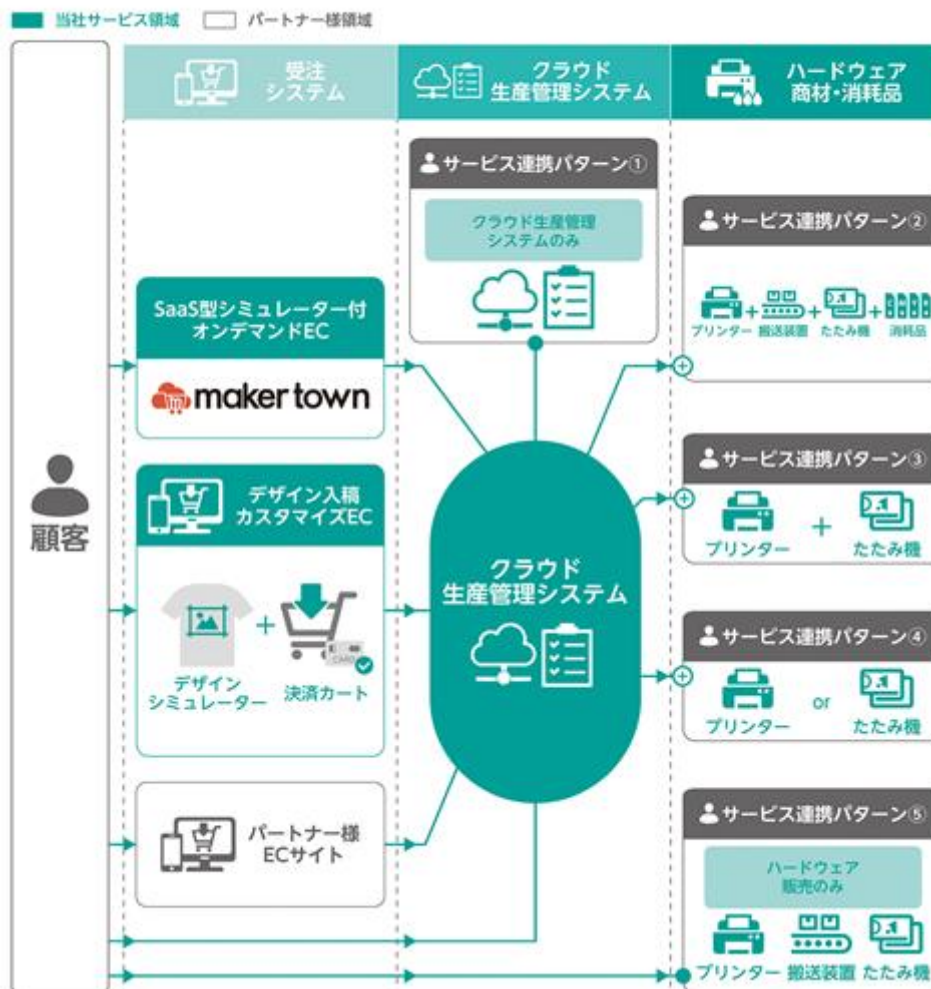 当社サービス領域
パートナー様領域
受注
システム
クラウド
生産管理システム
ハードウェア
商材・消耗品
顧客
サービス連携パターン①
クラウド生産管理
システムのみ
SaaS型シミュレーター付
オンデマンドEC
maker town
デザイン入稿
カスタマイズEC
デザイン
シミュレーター
+
CARD
決済カート
パートナー様
ECサイト
クラウド
生産管理システム
サービス連携パターン②
+ + +
プリンター 搬送装置 たたみ機 消耗品
サービス連携パターン③
+
プリンター たたみ機
サービス連携パターン④
or
プリンター たたみ機
サービス連携パターン⑤
ハードウェア
販売のみ
プリンター 搬送装置 たたみ機